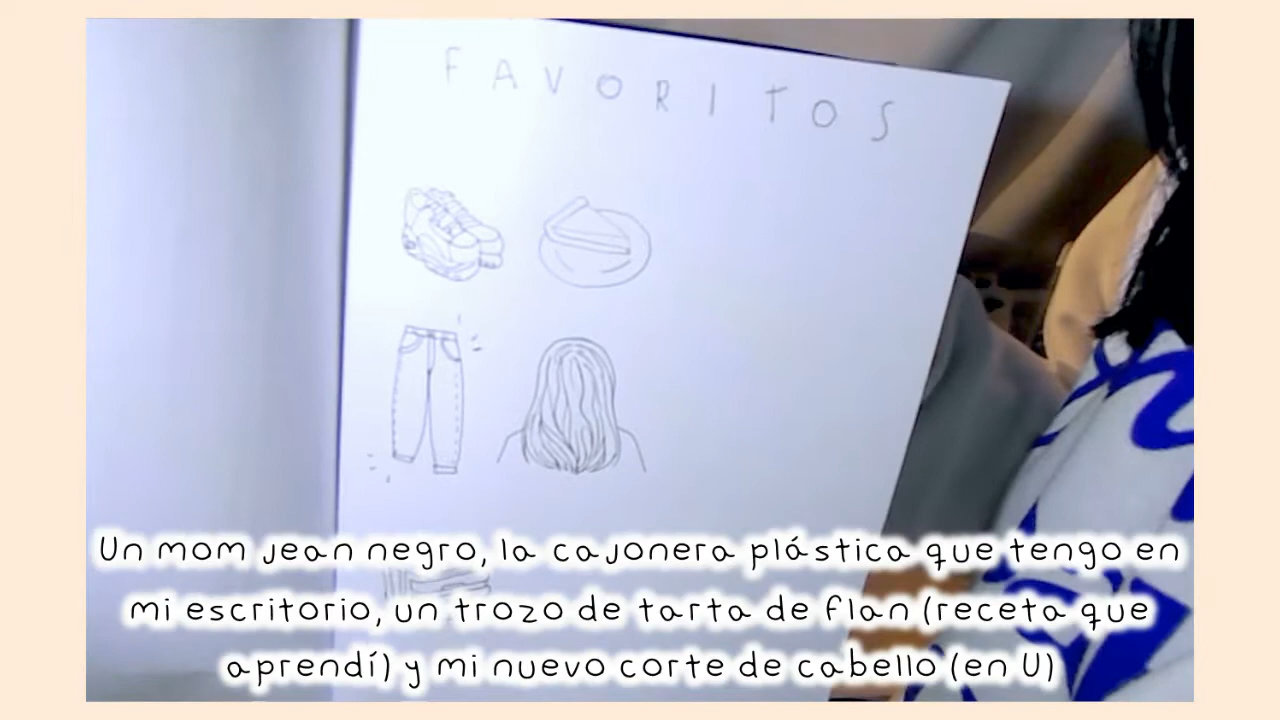 FAVORITOS
Un mom jean negro, la cajonera plástica que tengo en
mi escritorio, un trozo de tarta de flan (receta que
aprendí) y mi nuevo corte de cabello (en U)